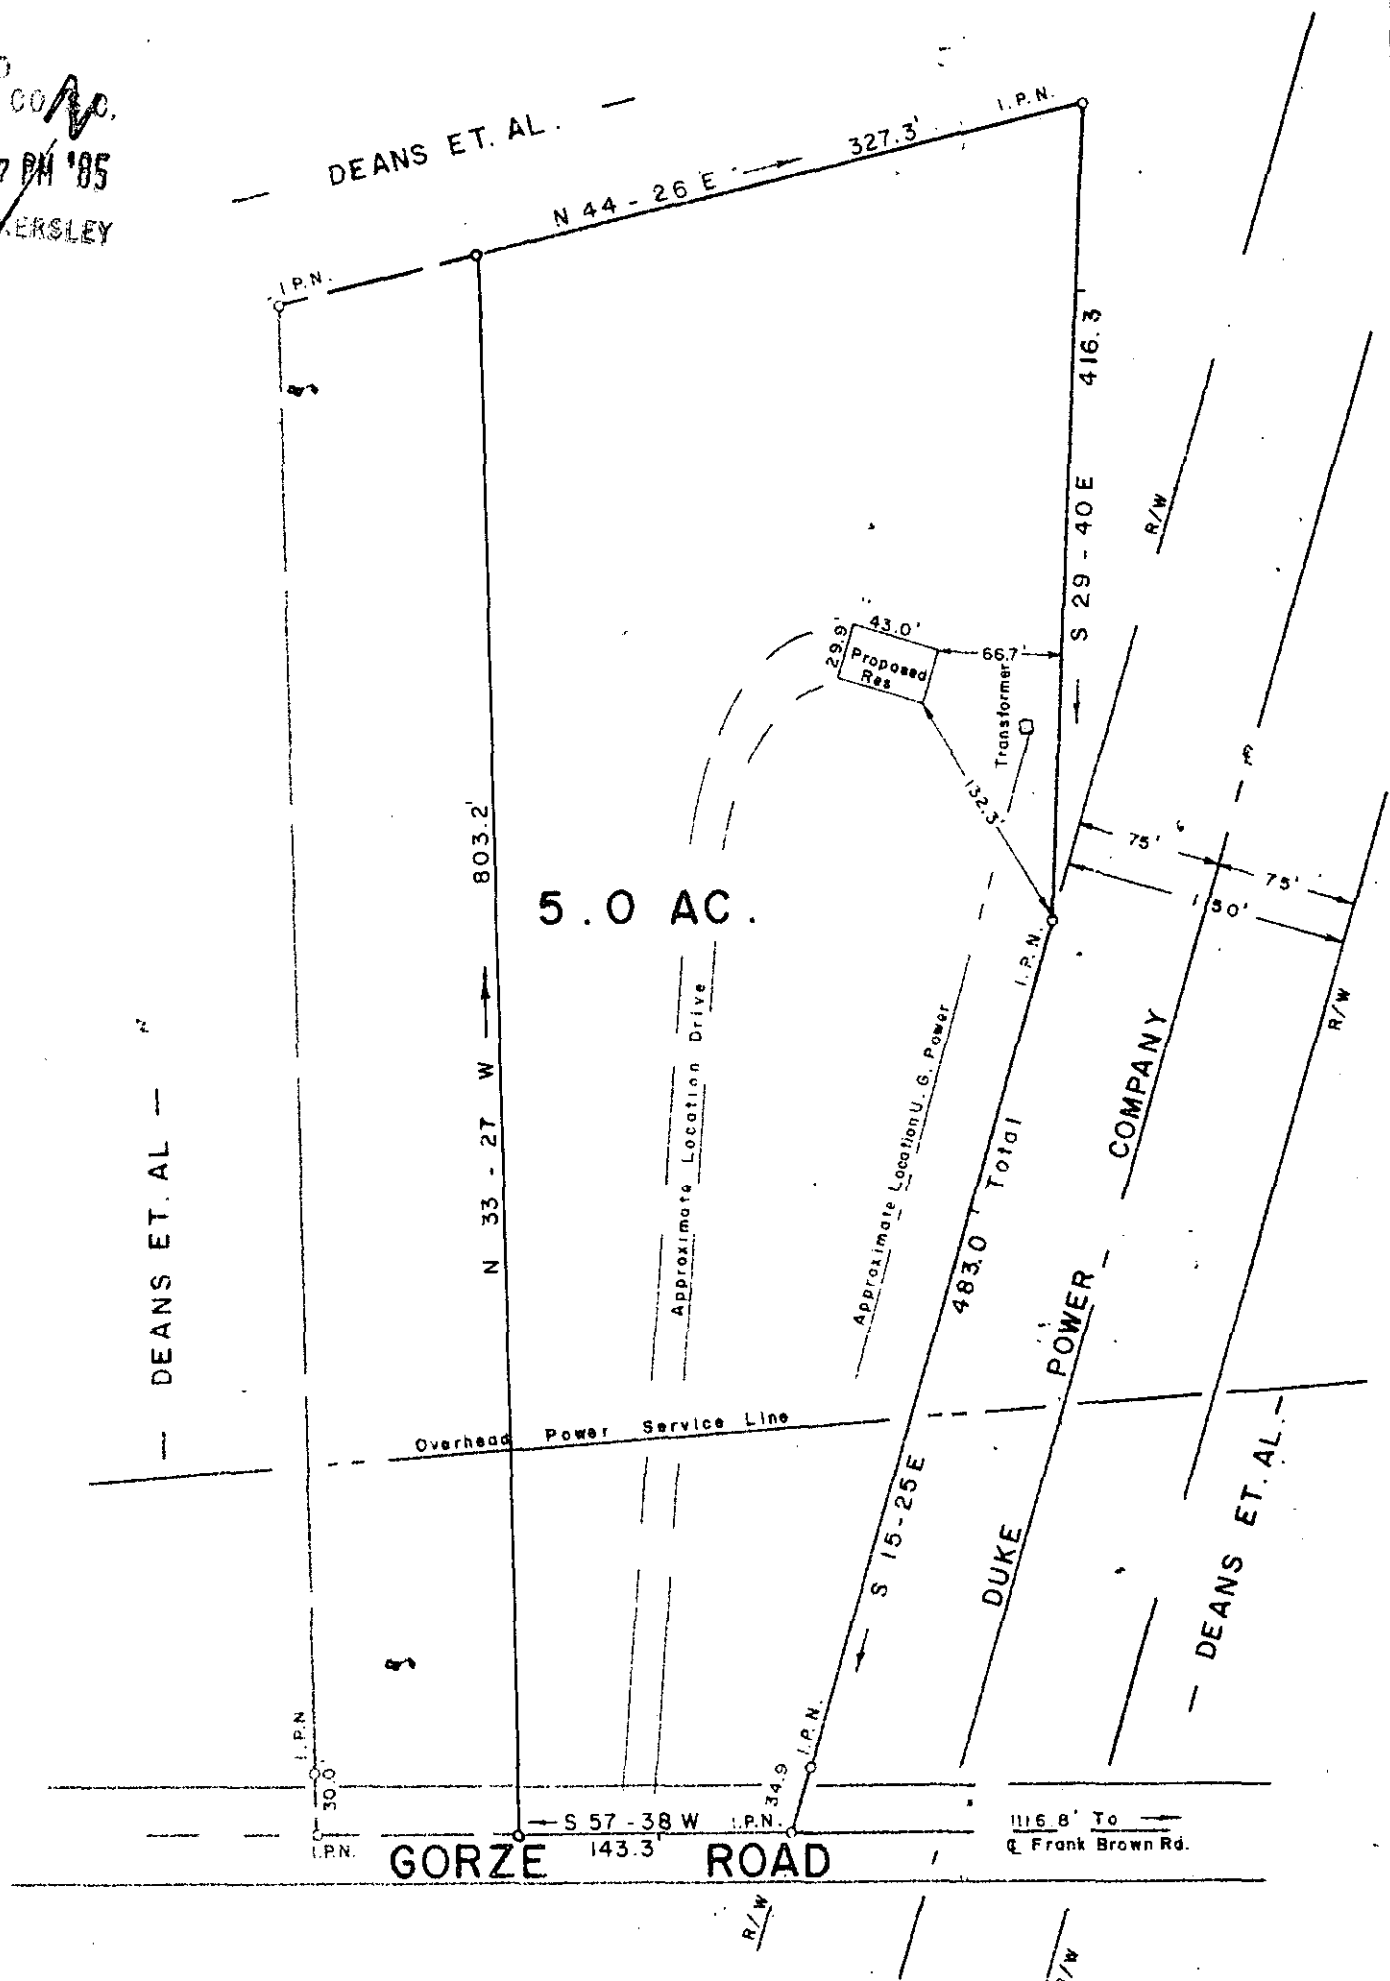 CO
PM '85
KERSLEY
— DEANS ET. AL. —
I.P.N.
327.3'
N 44 - 26 E
I.P.N.
416.3'
S 29 - 40 E
R/W
43.0'
29.9'
Proposed
Res
66.7'
Transformer
132.3'
803.2'
5.0 AC.
75'
75'
150'
I.P.N.
R/W
N 33 - 27 W
Approximate Location Drive
Approximate Location U. G. Power
— DEANS ET. AL —
483.0' Total
DUKE POWER COMPANY
Overhead Power Service Line
S 15-25 E
— DEANS ET. AL. —
I.P.N.
30.0'
I.P.N.
34.9
S 57 - 38 W
I.P.N.
143.3'
I.P.N.
GORZE ROAD
1116.8' To
℄ Frank Brown Rd.
R/W
R/W